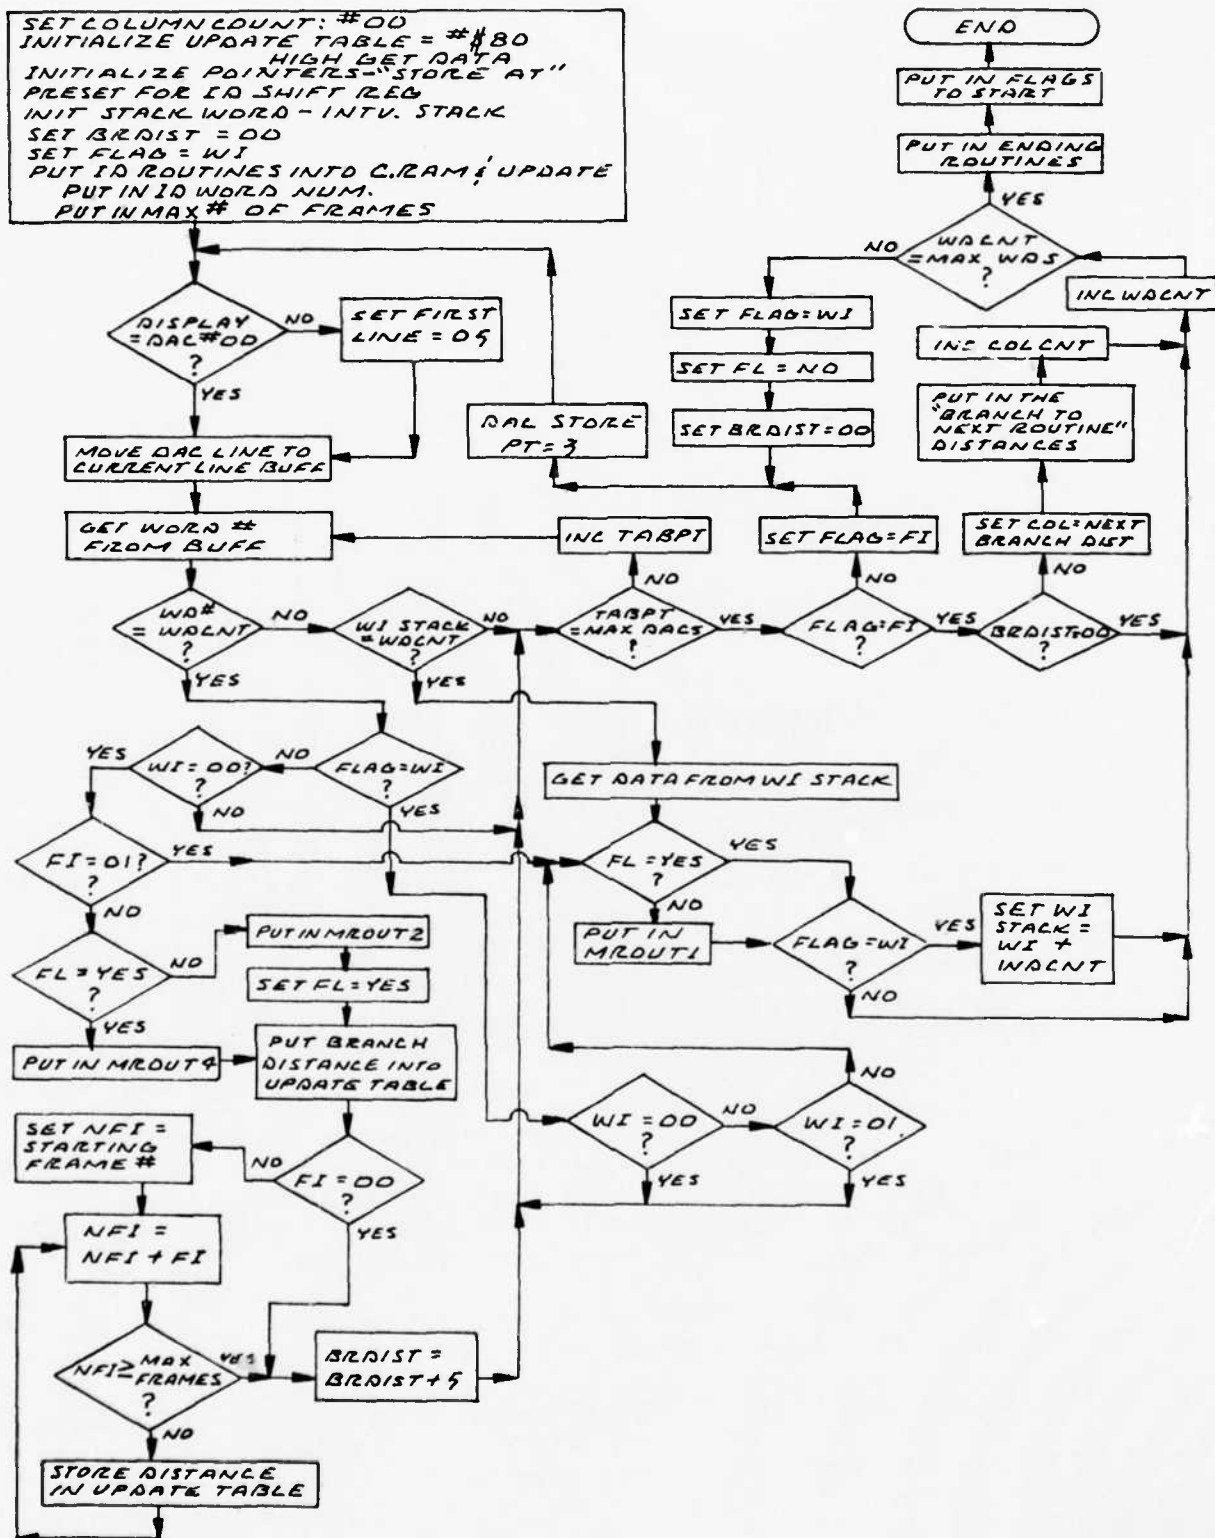 SET COLUMN COUNT: #00
INITIALIZE UPDATE TABLE = #$80
HIGH GET DATA
INITIALIZE POINTERS-"STORE AT"
PRESET FOR ID SHIFT REG
INIT STACK WORD - INTV. STACK
SET BRDIST = 00
SET FLAG = WI
PUT ID ROUTINES INTO C.RAM & UPDATE
PUT IN ID WORD NUM.
PUT IN MAX # OF FRAMES
END
PUT IN FLAGS
TO START
PUT IN ENDING
ROUTINES
YES
NO
WDCNT
=MAX WDS
?
INC WDCNT
DISPLAY
=DAC#00
?
NO
YES
SET FIRST
LINE = 05
SET FLAG=WI
SET FL = NO
SET BRDIST=00
INC COLCNT
PUT IN THE
"BRANCH TO
NEXT ROUTINE"
DISTANCES
DAC STORE
PT = 3
MOVE DAC LINE TO
CURRENT LINE BUFF
GET WORD #
FROM BUFF
INC TABPT
SET FLAG=FI
SET COL=NEXT
BRANCH DIST
NO
NO
NO
WD#
= WDCNT
?
NO
YES
WI STACK
=WDCNT
?
NO
YES
TABPT
=MAX DACS
?
YES
FLAG=FI
?
YES
BRDIST=00
?
YES
YES
WI=00?
?
NO
NO
FLAG=WI
?
YES
GET DATA FROM WI STACK
FI=01?
?
YES
NO
FL=YES
?
YES
NO
PUT IN
MROUT1
FLAG=WI
?
YES
NO
SET WI
STACK =
WI +
INDCNT
FL = YES
?
NO
YES
PUT IN MROUT2
SET FL=YES
PUT IN MROUT4
PUT BRANCH
DISTANCE INTO
UPDATE TABLE
WI=00
?
NO
YES
WI=01.
?
NO
YES
SET NFI =
STARTING
FRAME #
NO
FI=00
?
YES
NFI =
NFI + FI
NFI≥MAX
FRAMES
?
YES
NO
BRDIST =
BRDIST+5
STORE DISTANCE
IN UPDATE TABLE